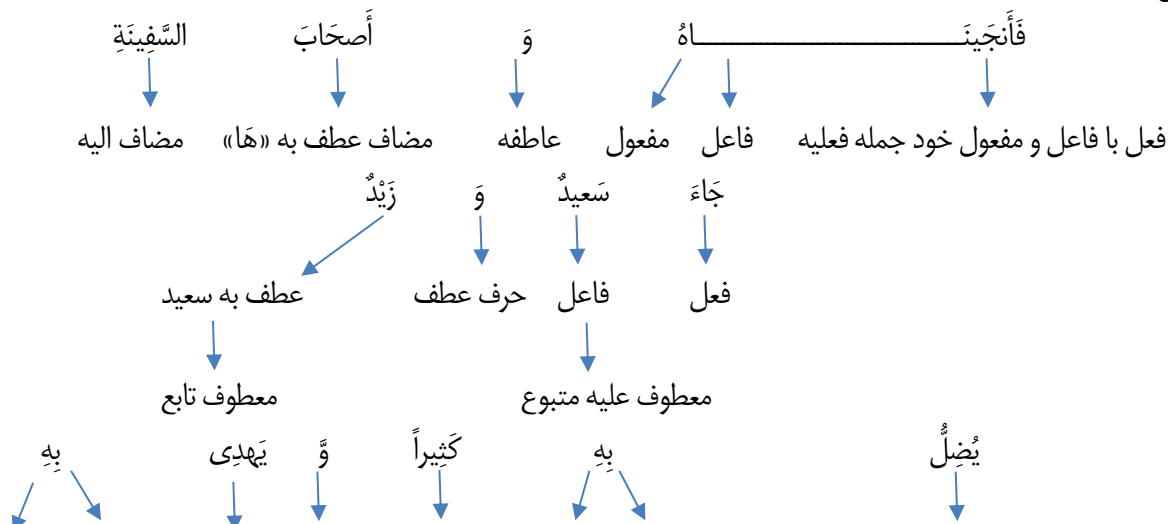 فَأَنجَینَـــــــــــاهُ وَ أَصحَابَ السَّفِینَةِ
فعل با فاعل و مفعول خود جمله فعلیه فاعل مفعول عاطفه مضاف عطف به «هَا» مضاف الیه
جَاءَ سَعیدٌ وَ زَیْدٌ
فعل فاعل حرف عطف عطف به سعید
معطوف علیه متبوع معطوف تابع
یُضِلُّ بِهِ کَثِیراً وَّ یَهدِی بِهِ